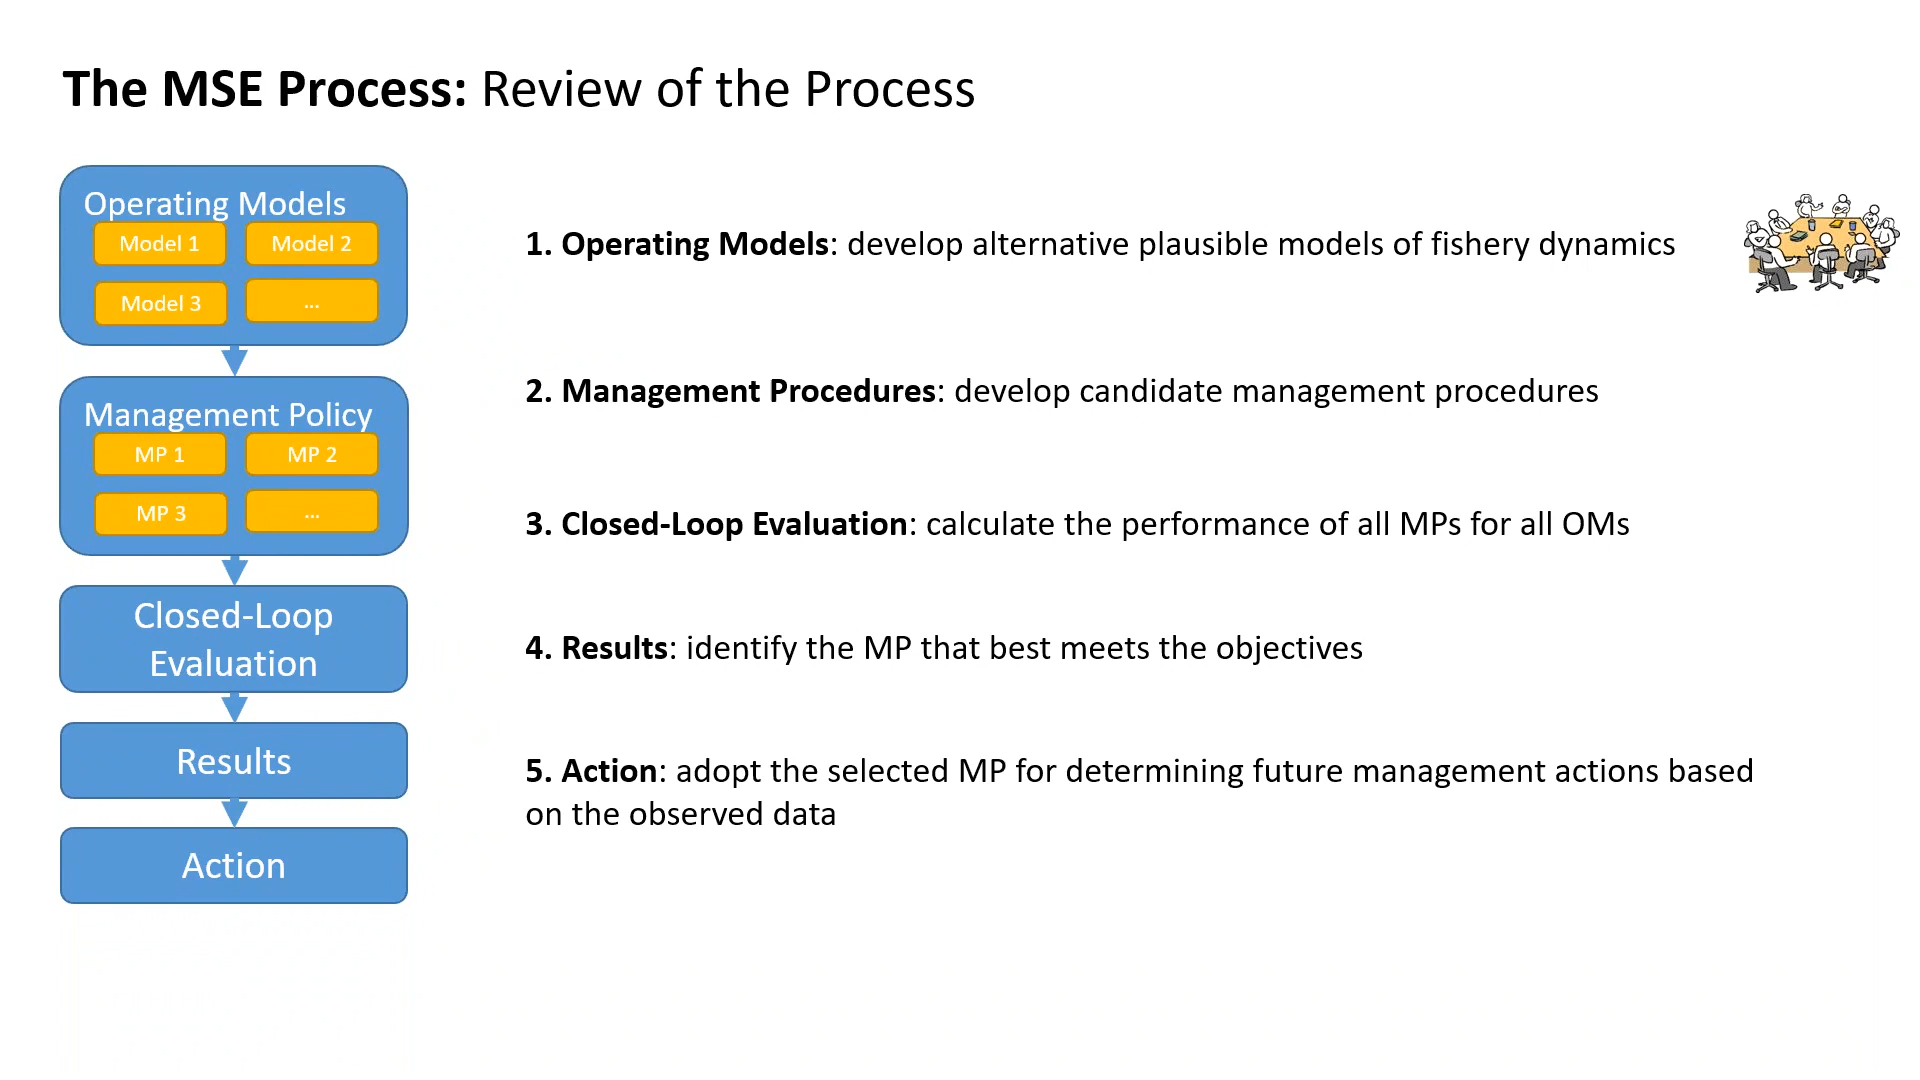 The MSE Process: Review of the Process
Operating Models
Model 1
Model 2
Model 3
...
Management Policy
MP 1
MP 2
MP 3
...
Closed-Loop
Evaluation
Results
Action
1. Operating Models: develop alternative plausible models of fishery dynamics
2. Management Procedures: develop candidate management procedures
3. Closed-Loop Evaluation: calculate the performance of all MPs for all OMs
4. Results: identify the MP that best meets the objectives
5. Action: adopt the selected MP for determining future management actions based
on the observed data